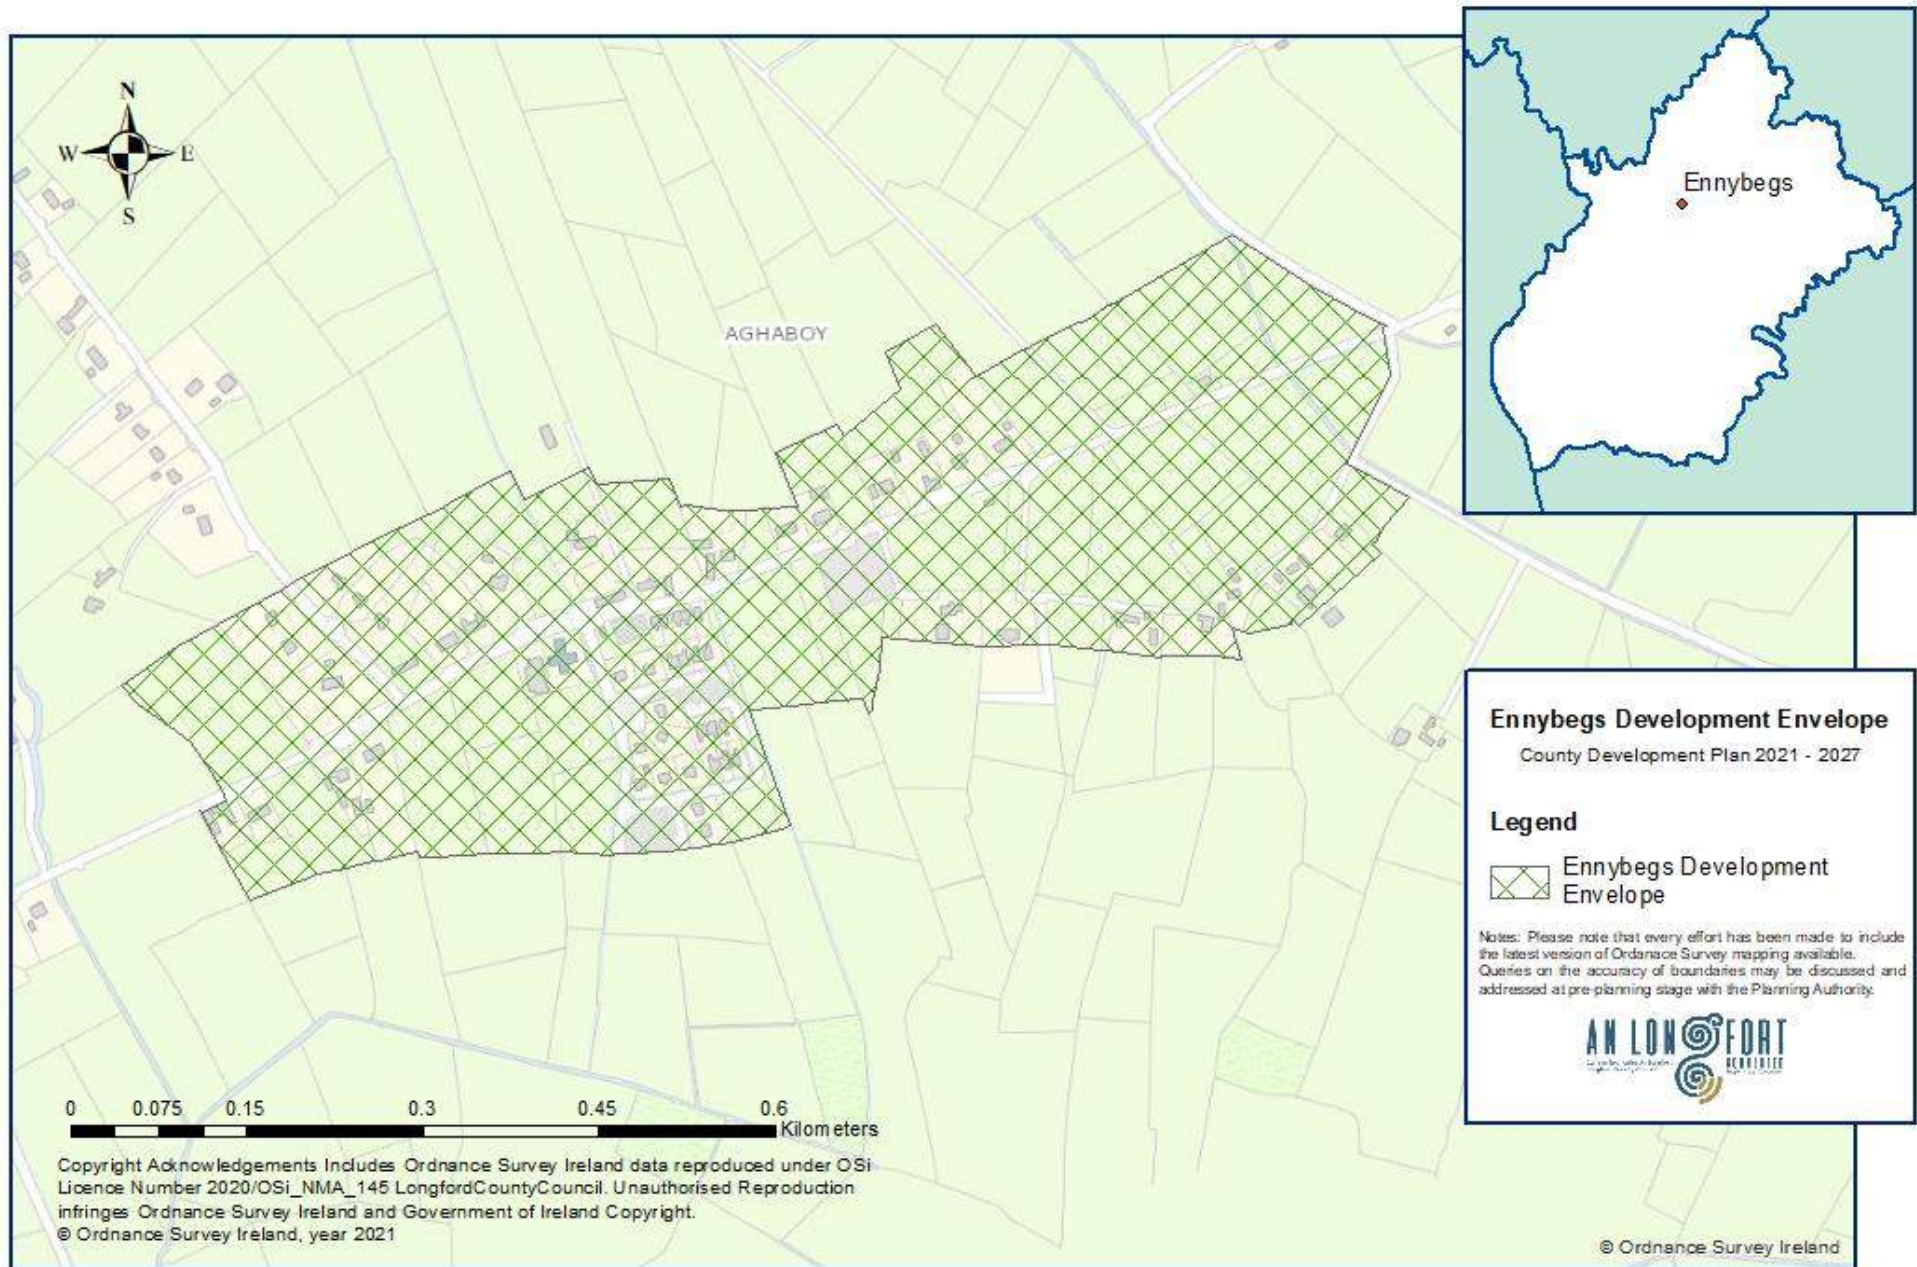 N
W
E
S
AGHABOY
Ennybegs
Ennybegs Development Envelope
County Development Plan 2021 - 2027
Legend
Ennybegs Development
Envelope
Notes: Please note that every effort has been made to include
the latest version of Ordanace Survey mapping available.
Queries on the accuracy of boundaries may be discussed and
addressed at pre-planning stage with the Planning Authority.
AN LONGFORT
0 0.075 0.15 0.3 0.45 0.6
Kilometers
Copyright Acknowledgements Includes Ordnance Survey Ireland data reproduced under OSi
Licence Number 2020/OSi_NMA_145 LongfordCountyCouncil. Unauthorised Reproduction
infringes Ordnance Survey Ireland and Government of Ireland Copyright.
© Ordnance Survey Ireland, year 2021
© Ordnance Survey Ireland